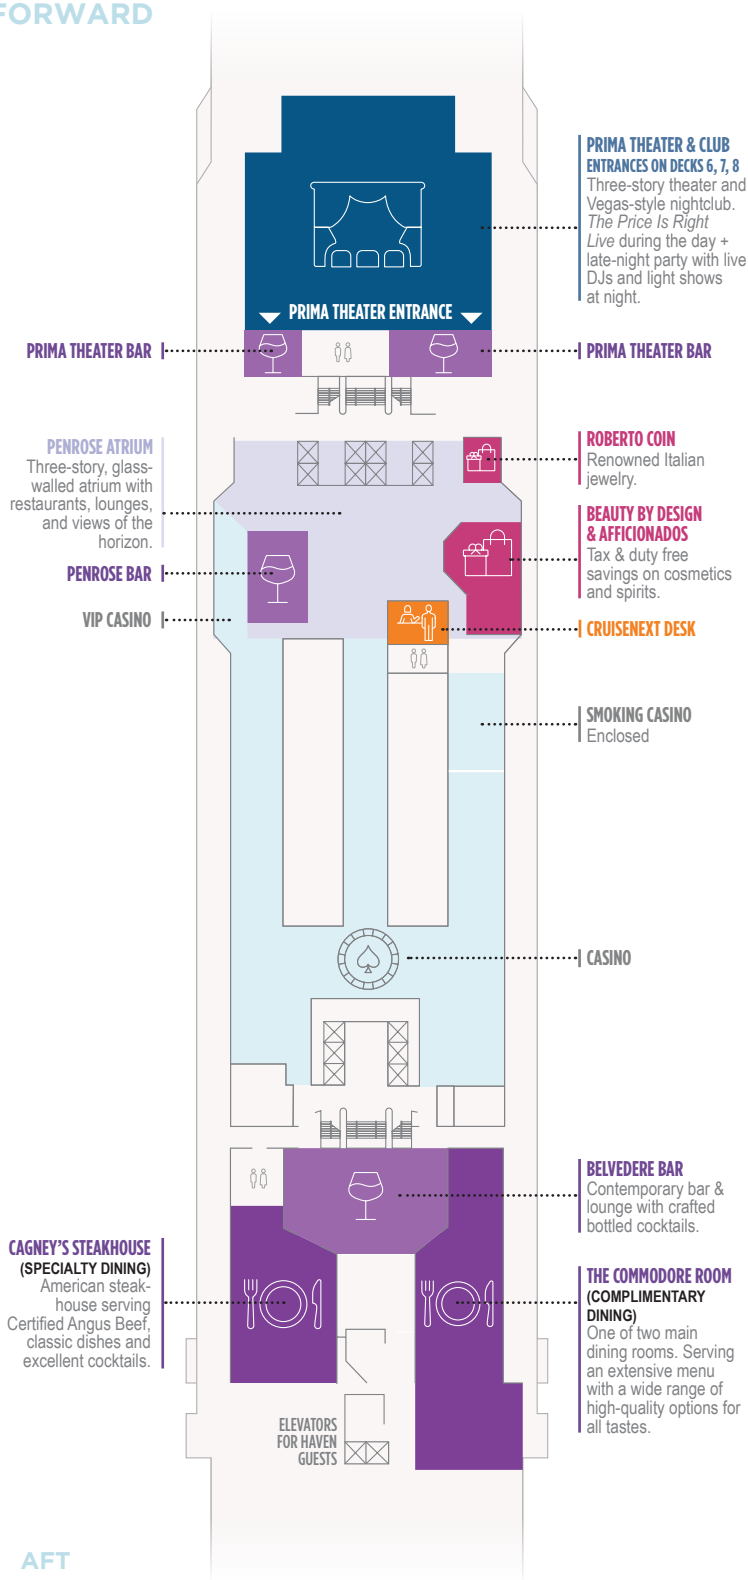 FORWARD
PRIMA THEATER & CLUB
ENTRANCES ON DECKS 6, 7, 8
Three-story theater and
Vegas-style nightclub.
The Price Is Right
Live during the day +
late-night party with live
DJs and light shows
at night.
PRIMA THEATER ENTRANCE
PRIMA THEATER BAR
PRIMA THEATER BAR
PENROSE ATRIUM
Three-story, glass-
walled atrium with
restaurants, lounges,
and views of the
horizon.
ROBERTO COIN
Renowned Italian
jewelry.
BEAUTY BY DESIGN
& AFFICIONADOS
Tax & duty free
savings on cosmetics
and spirits.
PENROSE BAR
VIP CASINO
CRUISENEXT DESK
SMOKING CASINO
Enclosed
CASINO
BELVEDERE BAR
Contemporary bar &
lounge with crafted
bottled cocktails.
CAGNEY'S STEAKHOUSE
(SPECIALTY DINING)
American steak-
house serving
Certified Angus Beef,
classic dishes and
excellent cocktails.
THE COMMODORE ROOM
(COMPLIMENTARY
DINING)
One of two main
dining rooms. Serving
an extensive menu
with a wide range of
high-quality options for
all tastes.
ELEVATORS
FOR HAVEN
GUESTS
AFT